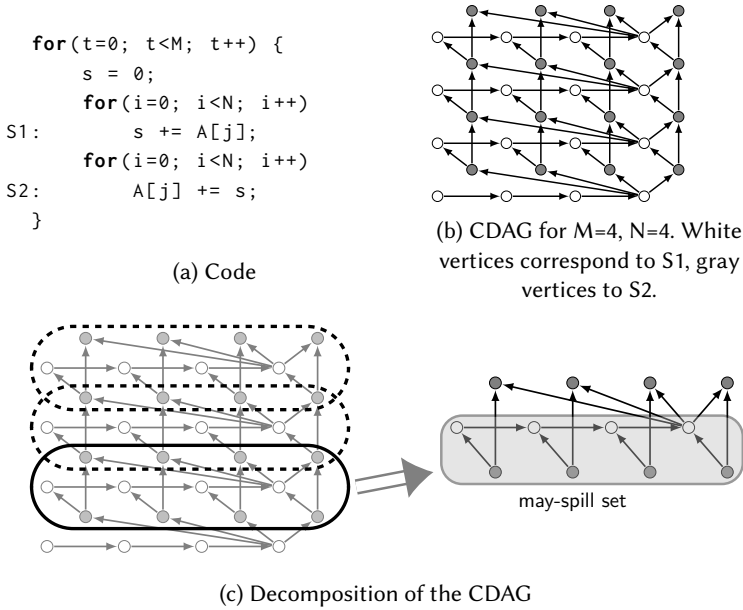 for(t=0; t<M; t++) {
s = 0;
for(i=0; i<N; i++)
S1: s += A[j];
for(i=0; i<N; i++)
S2: A[j] += s;
}
(a) Code
(b) CDAG for M=4, N=4. White
vertices correspond to S1, gray
vertices to S2.
may-spill set
(c) Decomposition of the CDAG